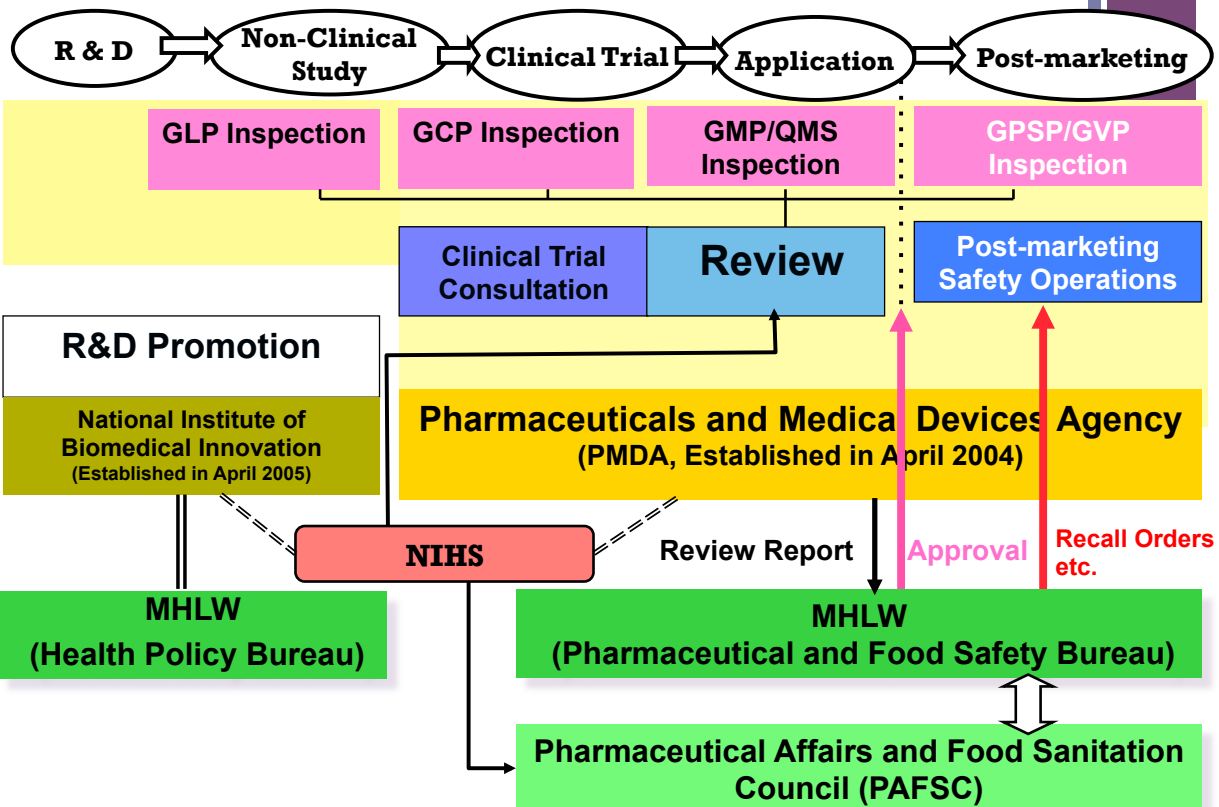 R & D
Non-Clinical
Study
Clinical Trial
Application
Post-marketing
GLP Inspection
GCP Inspection
GMP/QMS
Inspection
GPSP/GVP
Inspection
Clinical Trial
Consultation
Review
Post-marketing
Safety Operations
R&D Promotion
National Institute of
Biomedical Innovation
(Established in April 2005)
Pharmaceuticals and Medical Devices Agency
(PMDA, Established in April 2004)
NIHS
Review Report
Approval
Recall Orders
etc.
MHLW
(Health Policy Bureau)
MHLW
(Pharmaceutical and Food Safety Bureau)
Pharmaceutical Affairs and Food Sanitation
Council (PAFSC)